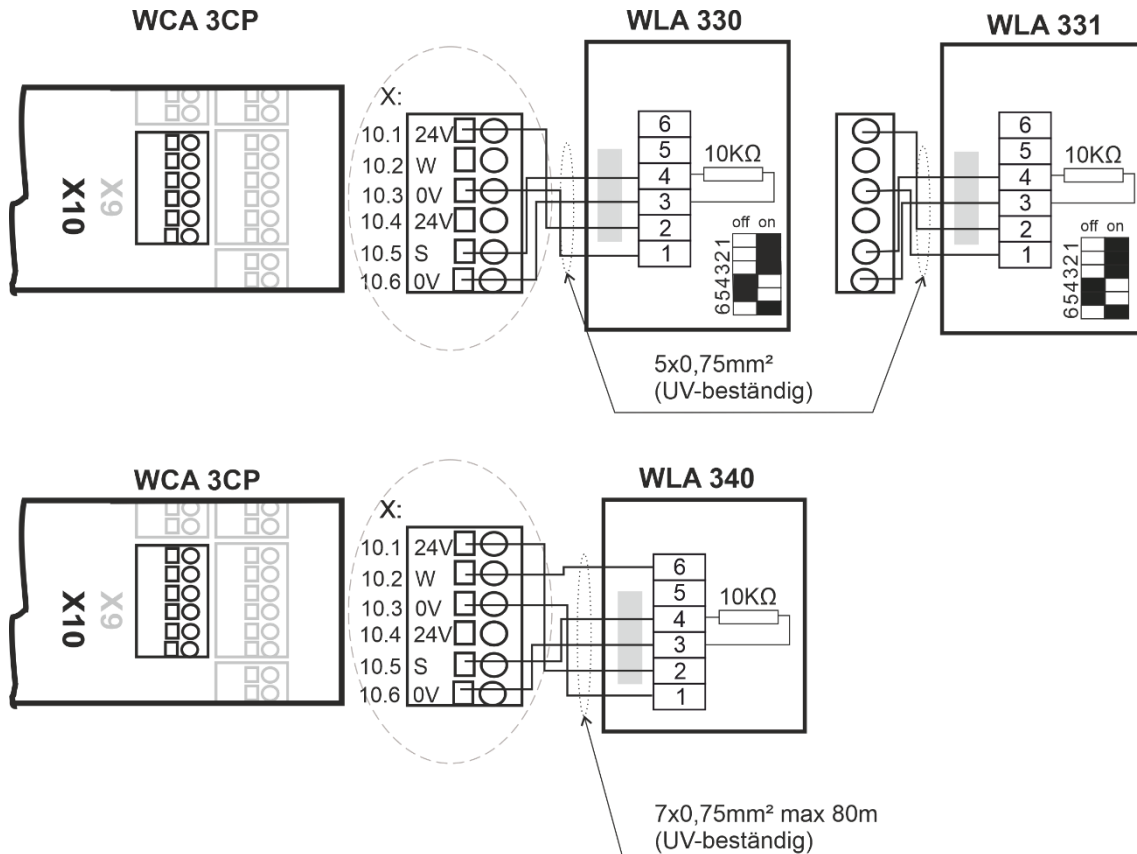 WCA 3CP
WLA 330
WLA 331
X10
X9
X:
10.1 24V
10.2 W
10.3 0V
10.4 24V
10.5 S
10.6 0V
6
5
4
3
2
1
10KΩ
off on
654321
6
5
4
3
2
1
10KΩ
off on
654321
5x0,75mm²
(UV-beständig)
WCA 3CP
WLA 340
X10
X9
X:
10.1 24V
10.2 W
10.3 0V
10.4 24V
10.5 S
10.6 0V
6
5
4
3
2
1
10KΩ
7x0,75mm² max 80m
(UV-beständig)